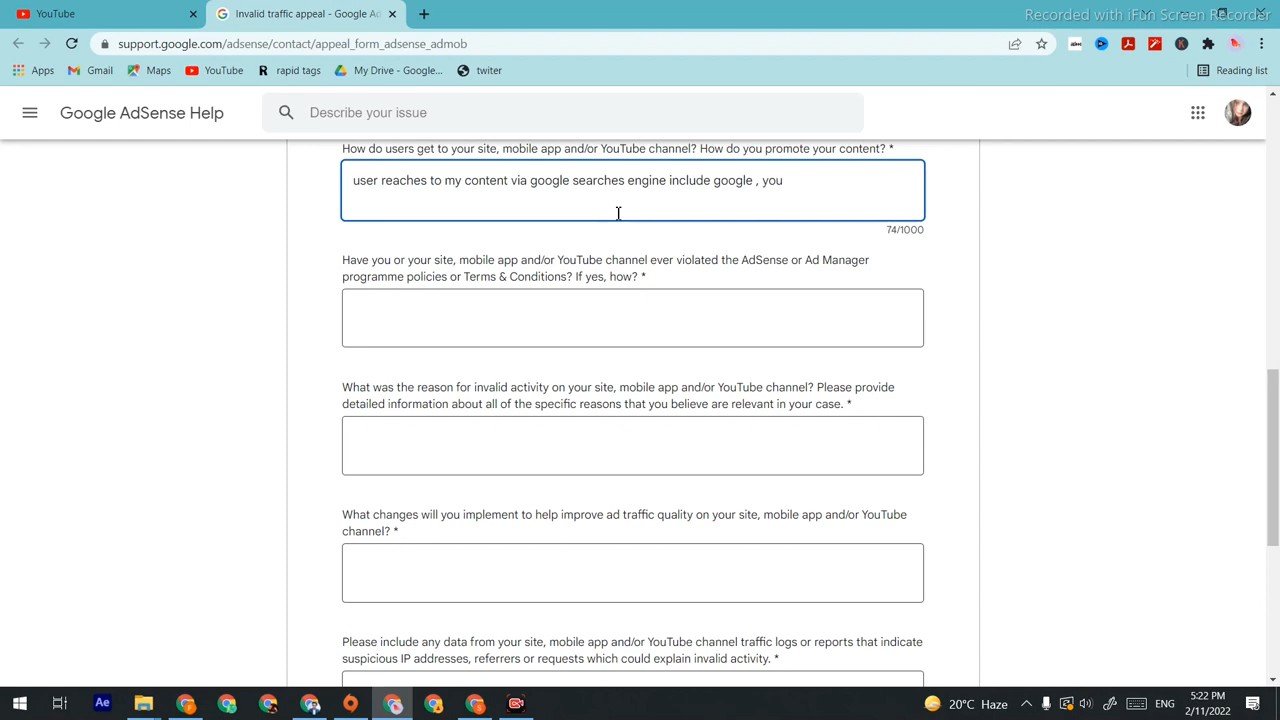 YouTube
Invalid traffic appeal - Google Ad
Recorded with iFun Screen Recorder
support.google.com/adsense/contact/appeal_form_adsense_admob
Apps
Gmail
Maps
YouTube
rapid tags
My Drive - Google...
twiter
Reading list
Google AdSense Help
Describe your issue
How do users get to your site, mobile app and/or YouTube channel? How do you promote your content? *
user reaches to my content via google searches engine include google , you
74/1000
Have you or your site, mobile app and/or YouTube channel ever violated the AdSense or Ad Manager
programme policies or Terms & Conditions? If yes, how? *
What was the reason for invalid activity on your site, mobile app and/or YouTube channel? Please provide
detailed information about all of the specific reasons that you believe are relevant in your case. *
What changes will you implement to help improve ad traffic quality on your site, mobile app and/or YouTube
channel? *
Please include any data from your site, mobile app and/or YouTube channel traffic logs or reports that indicate
suspicious IP addresses, referrers or requests which could explain invalid activity. *
Ae
20°C Haze
ENG
5:22 PM
2/11/2022